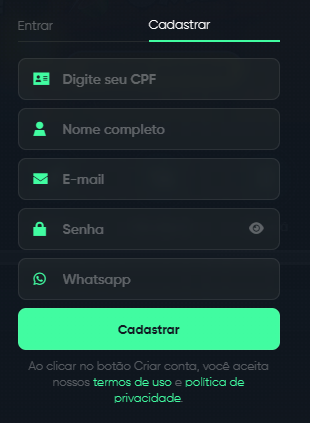 Entrar
Cadastrar
Digite seu CPF
Nome completo
E-mail
Senha
Whatsapp
Cadastrar
Ao clicar no botão Criar conta, você aceita
nossos termos de uso e política de
privacidade.